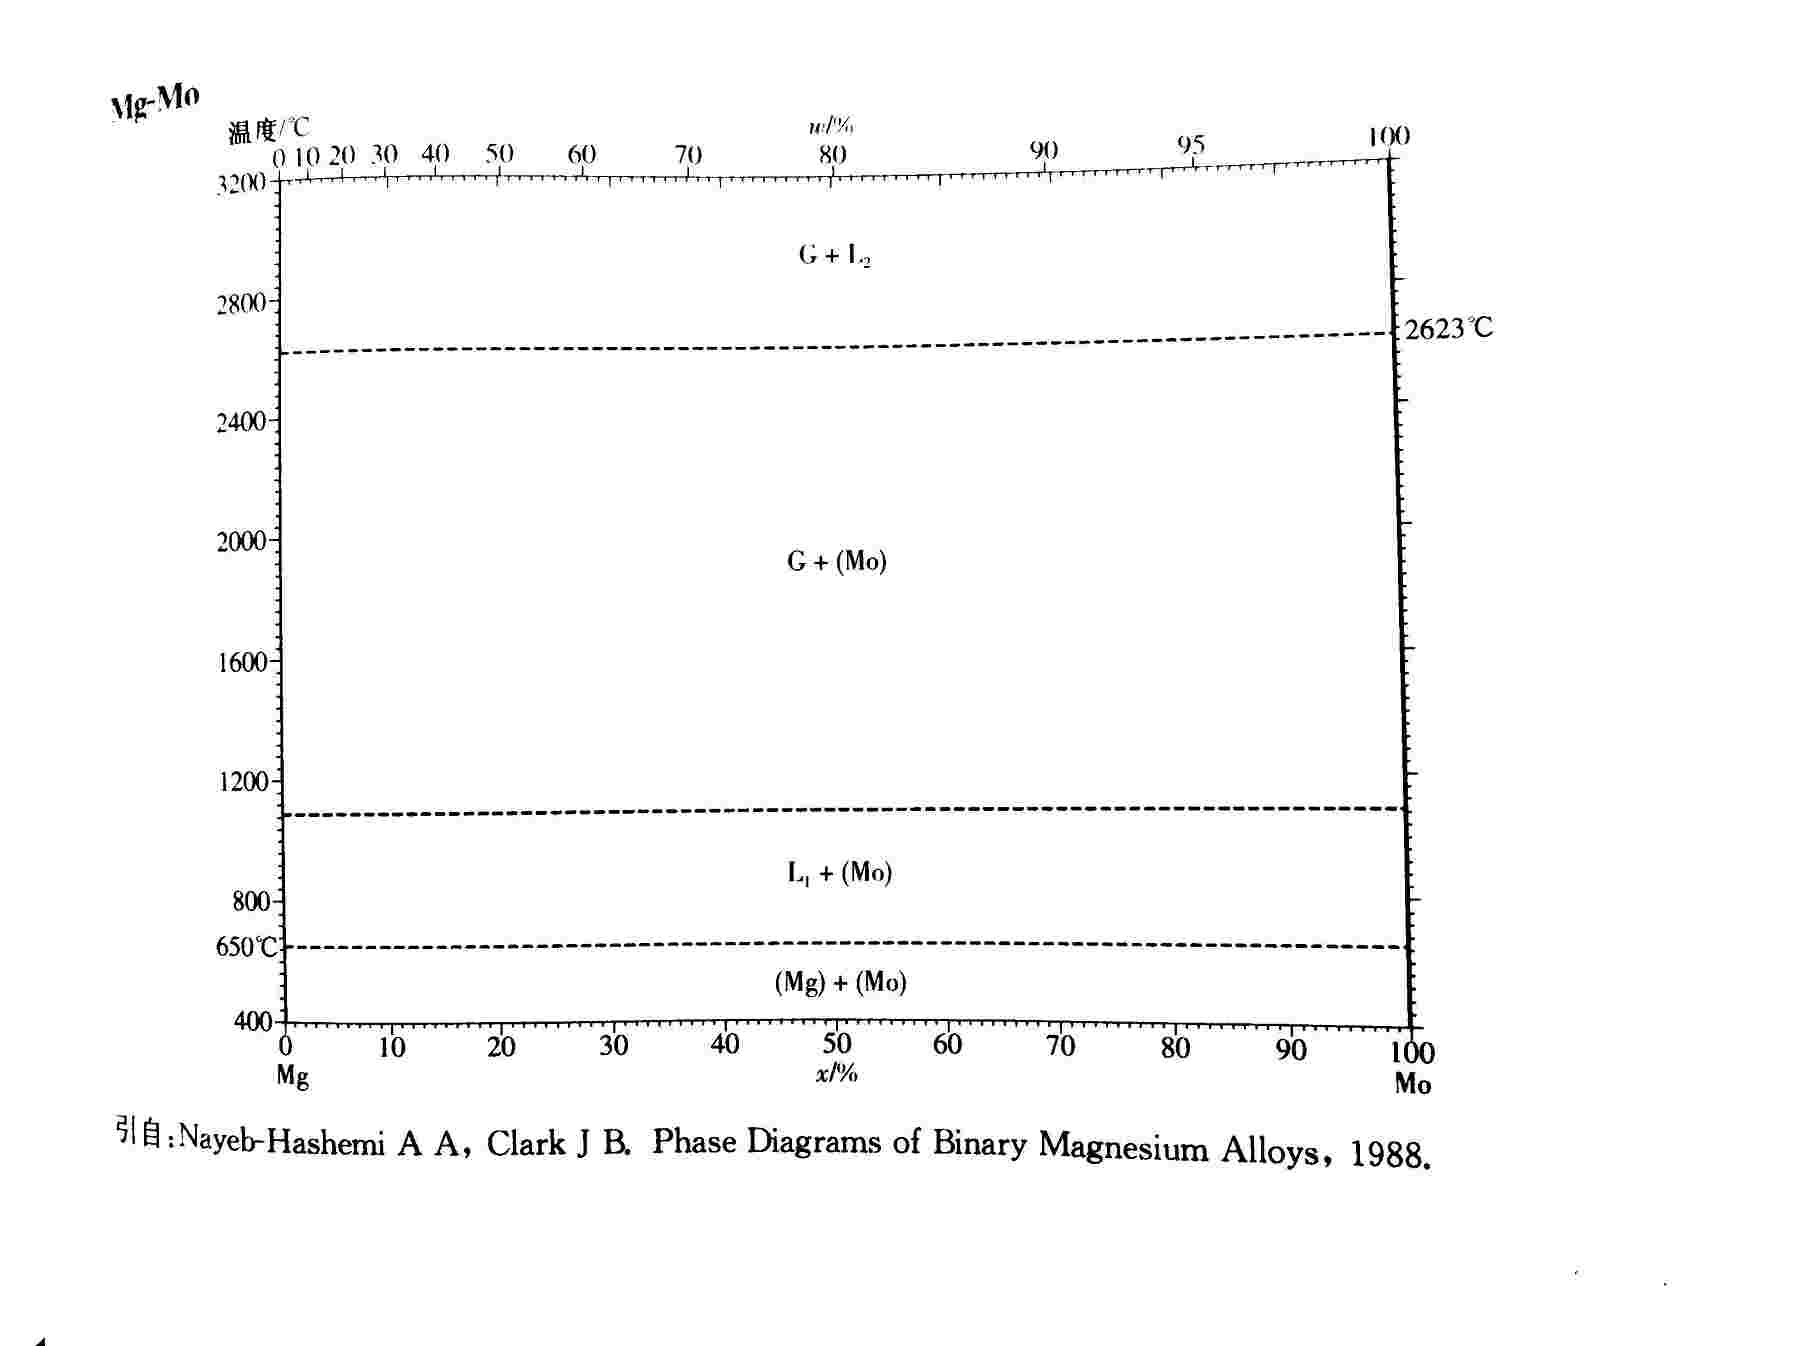 Mg-Mo
温度/℃
w/%
0 10 20 30 40 50 60 70 80 90 95 100
3200
G + L₂
2800
2623℃
2400
2000
G + (Mo)
1600
1200
L₁ + (Mo)
800
650℃
(Mg) + (Mo)
400
0 10 20 30 40 50 60 70 80 90 100
Mg x/% Mo
引自:Nayeb-Hashemi A A, Clark J B. Phase Diagrams of Binary Magnesium Alloys, 1988.